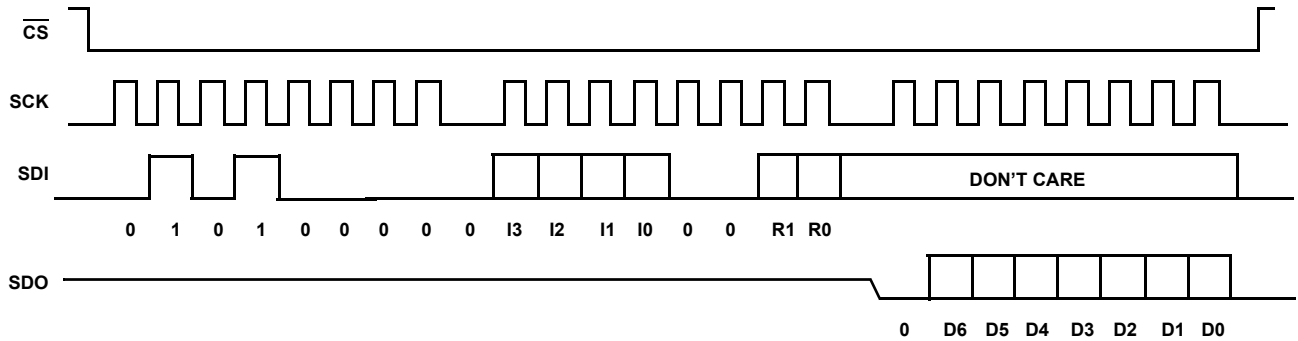 CS
SCK
SDI
DON'T CARE
0 1 0 1 0 0 0 0 0 I3 I2 I1 I0 0 0 R1 R0
SDO
0 D6 D5 D4 D3 D2 D1 D0